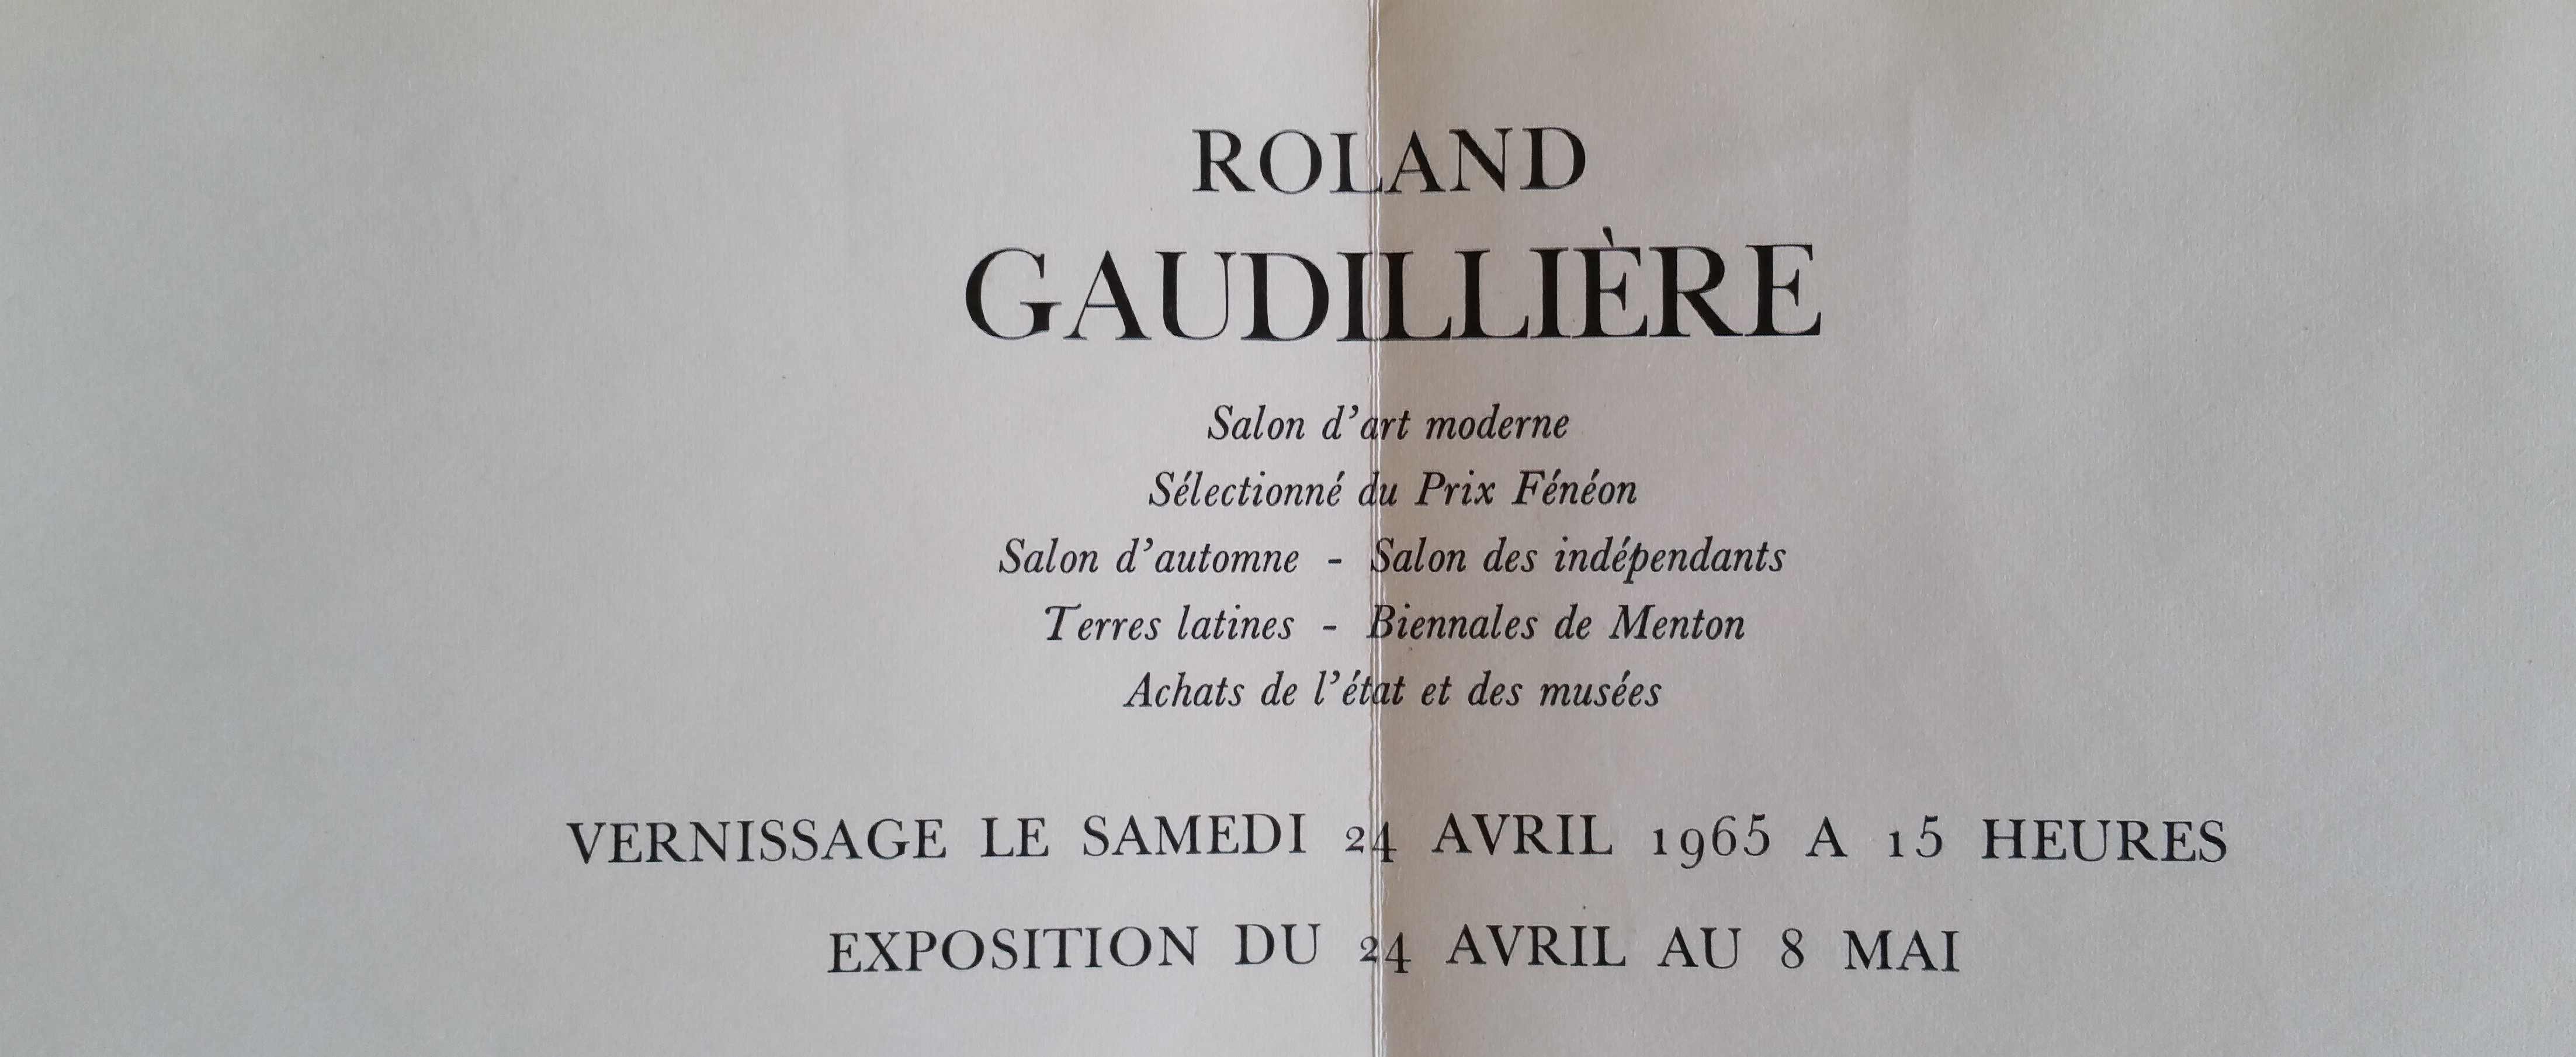 ROLAND
GAUDILLIÈRE
Salon d’art moderne
Sélectionné du Prix Fénéon
Salon d’automne - Salon des indépendants
Terres latines - Biennales de Menton
Achats de l’état et des musées
VERNISSAGE LE SAMEDI 24 AVRIL 1965 A 15 HEURES
EXPOSITION DU 24 AVRIL AU 8 MAI